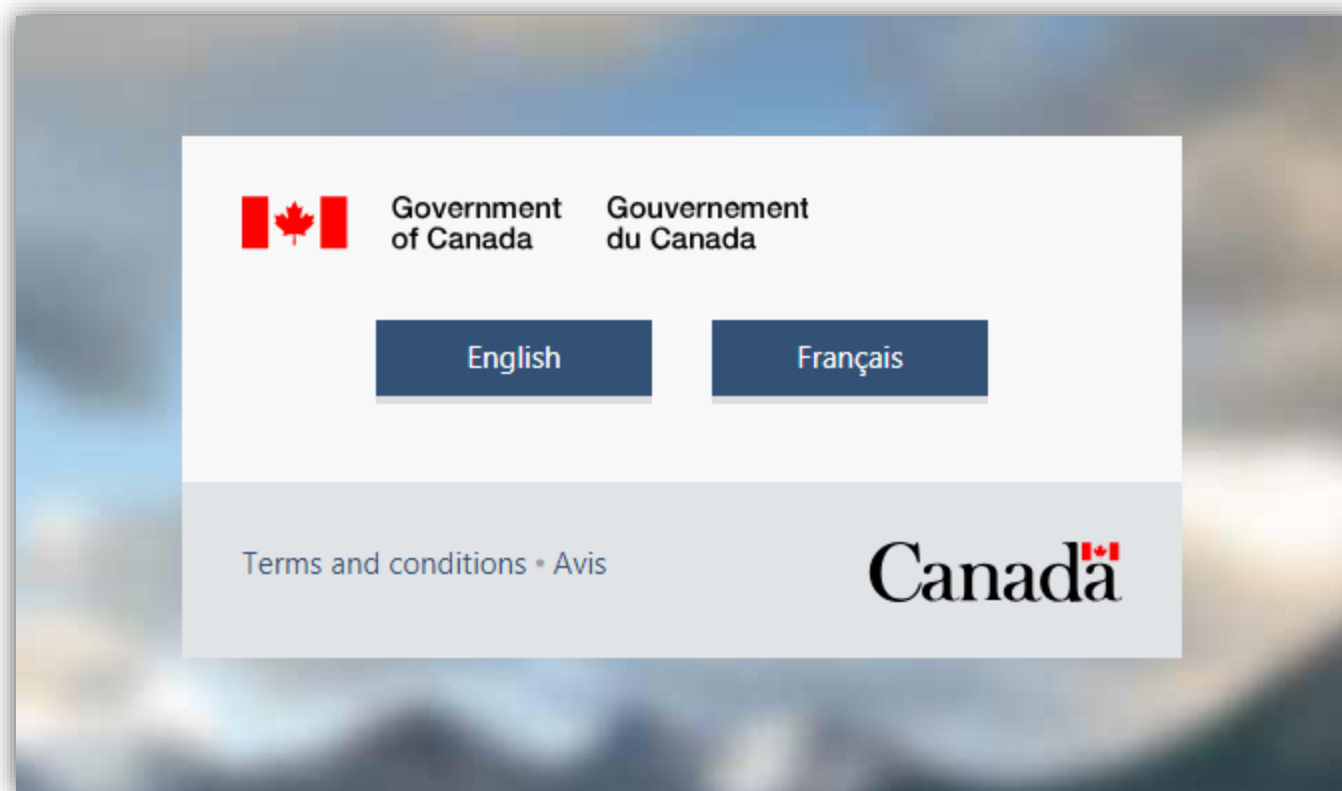 Government
of Canada
Gouvernement
du Canada
English
Français
Terms and conditions • Avis
Canada